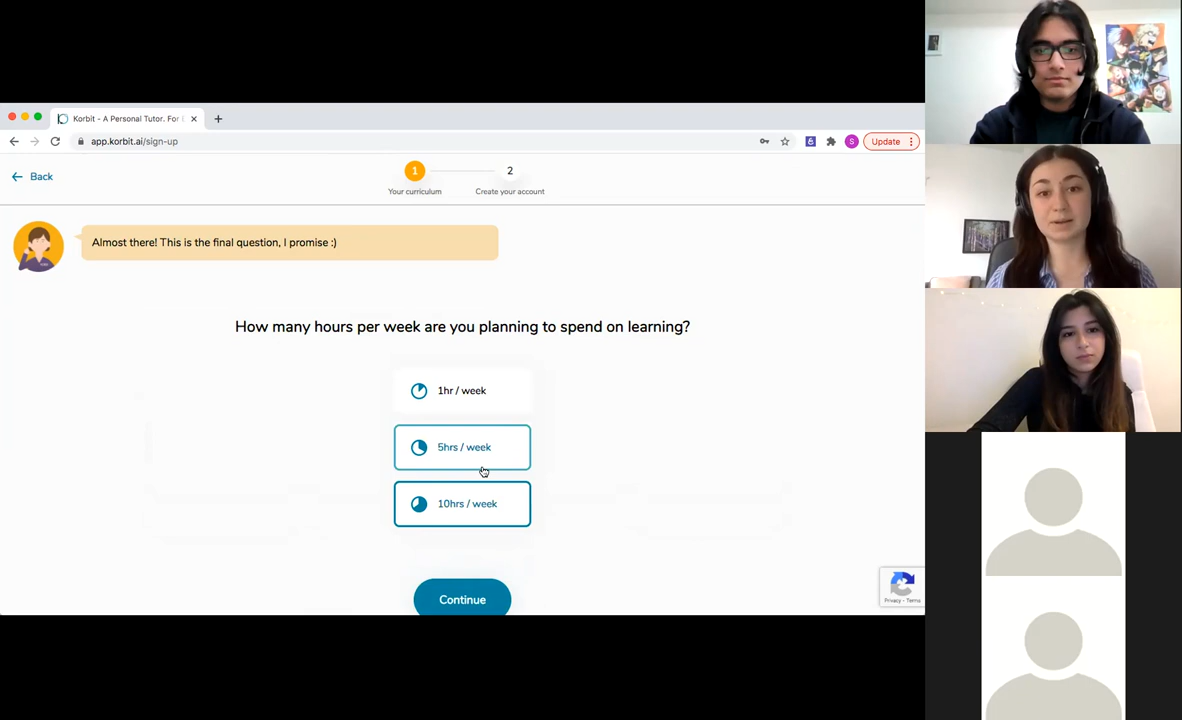 Korbit - A Personal Tutor. For
app.korbit.ai/sign-up
Update
Back
1
2
Your curriculum
Create your account
Almost there! This is the final question, I promise :)
How many hours per week are you planning to spend on learning?
1hr / week
5hrs / week
10hrs / week
Continue
Privacy - Terms
S